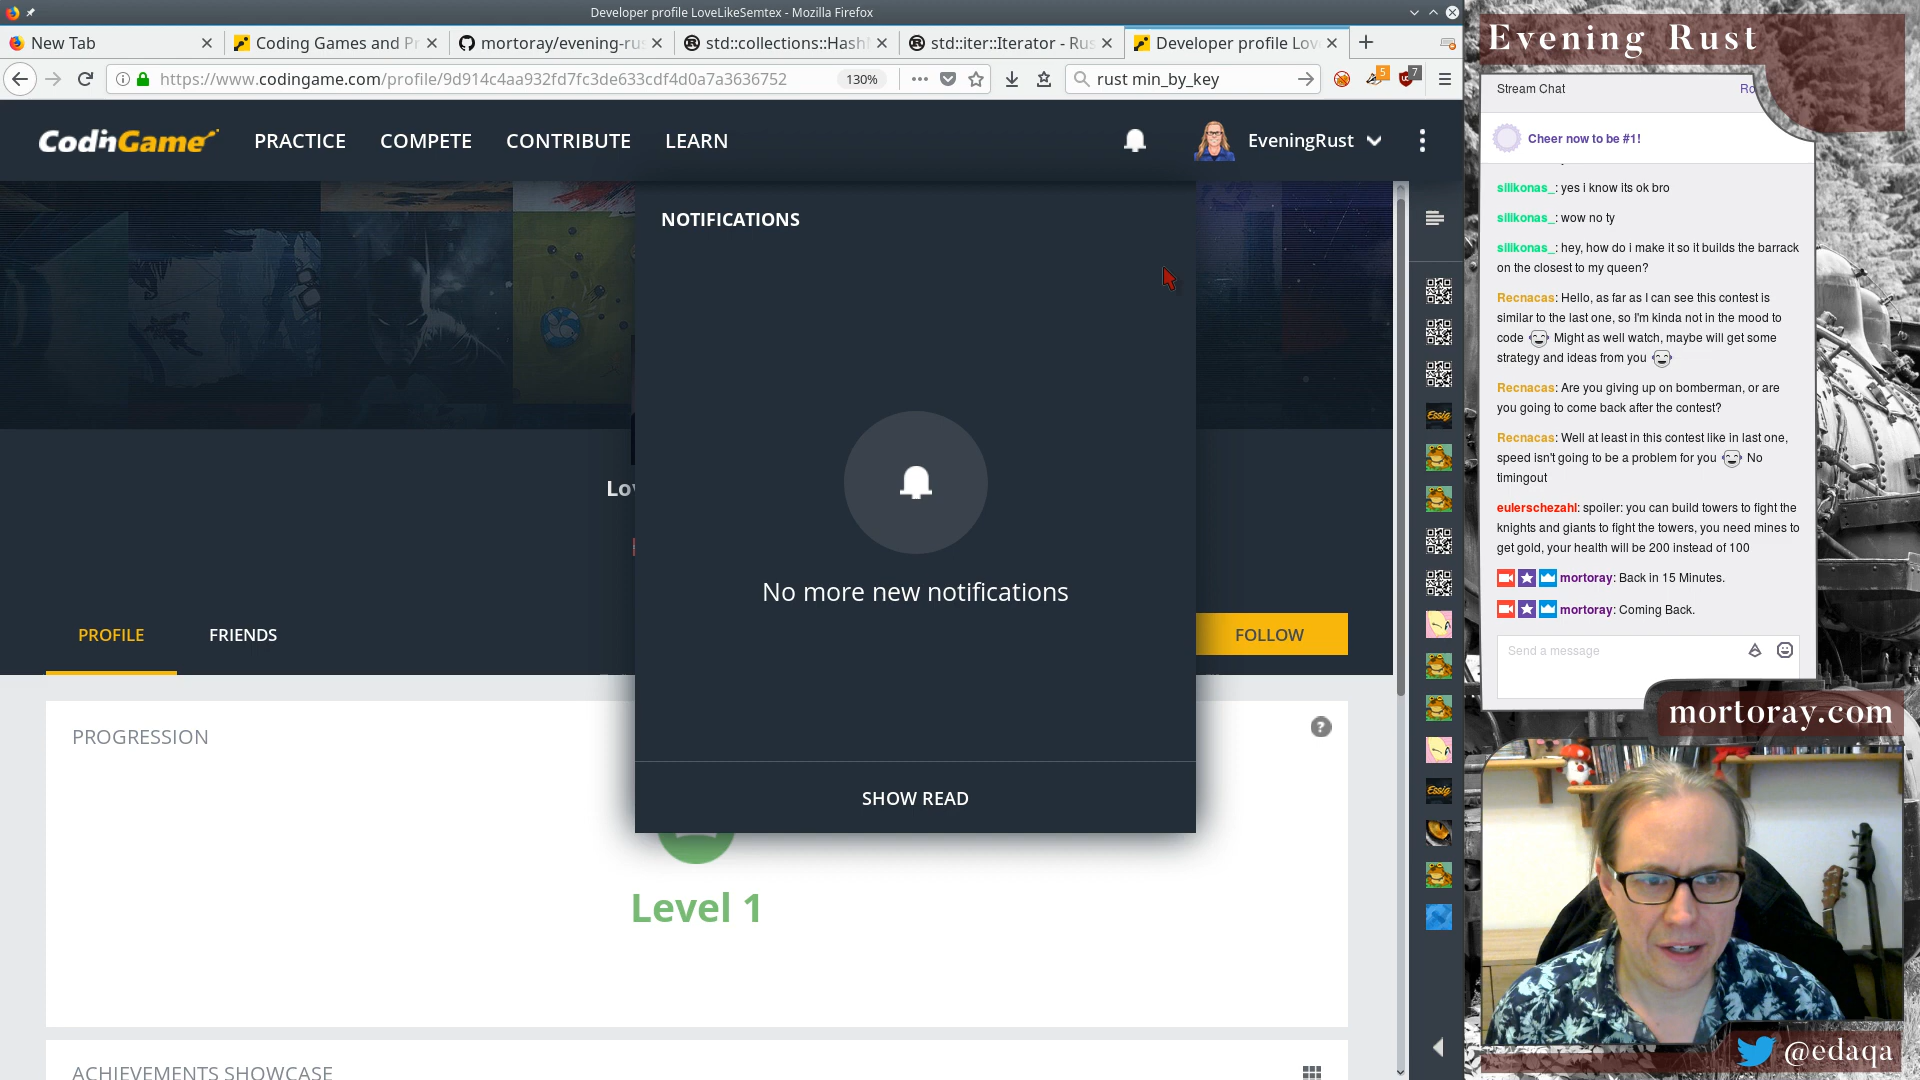 Developer profile LoveLikeSemtex - Mozilla Firefox
New Tab
Coding Games and Pr
mortoray/evening-rus
std::collections::Hash
std::iter::Iterator - Rus
Developer profile Lov
https://www.codingame.com/profile/9d914c4aa932fd7fc3de633cdf4d0a7a3636752
130%
rust min_by_key
5
7
CodinGame
PRACTICE
COMPETE
CONTRIBUTE
LEARN
EveningRust
NOTIFICATIONS
No more new notifications
SHOW READ
Lov
PROFILE
FRIENDS
FOLLOW
PROGRESSION
?
Level 1
ACHIEVEMENTS SHOWCASE
Essig
Essig
Evening Rust
Stream Chat
Ro
Cheer now to be #1!
silikonas_: yes i know its ok bro
silikonas_: wow no ty
silikonas_: hey, how do i make it so it builds the barrack
on the closest to my queen?
Recnacas: Hello, as far as I can see this contest is
similar to the last one, so I'm kinda not in the mood to
code Might as well watch, maybe will get some
strategy and ideas from you
Recnacas: Are you giving up on bomberman, or are
you going to come back after the contest?
Recnacas: Well at least in this contest like in last one,
speed isn't going to be a problem for you No
timingout
eulerschezahl: spoiler: you can build towers to fight the
knights and giants to fight the towers, you need mines to
get gold, your health will be 200 instead of 100
mortoray: Back in 15 Minutes.
mortoray: Coming Back.
Send a message
mortoray.com
@edaqa